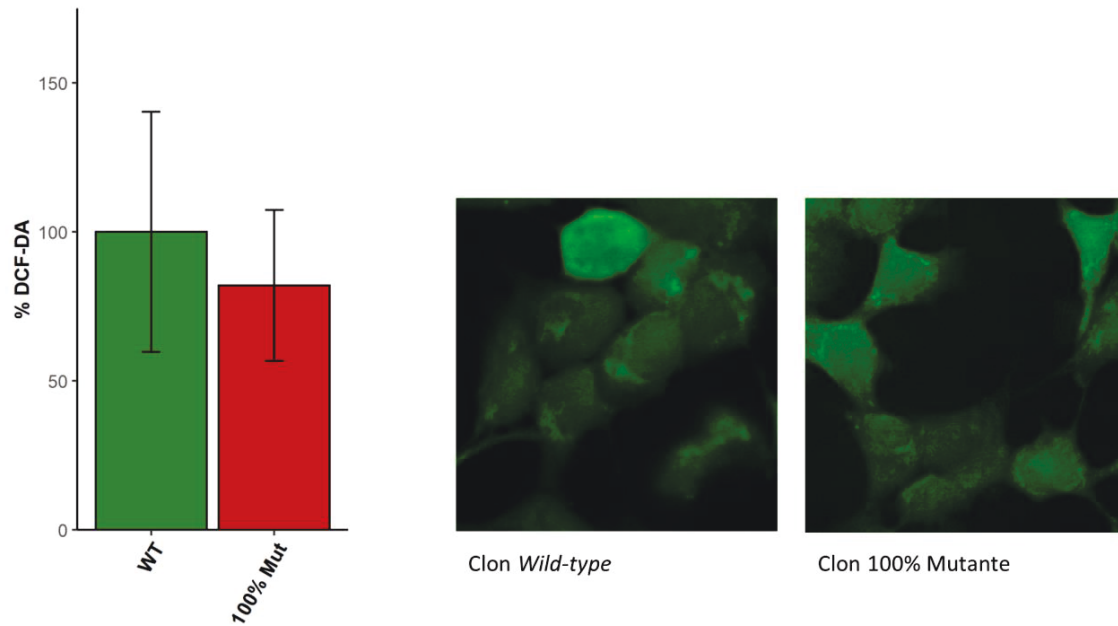 % DCF-DA
150
100
50
0
WT
100% Mut
Clon Wild-type
Clon 100% Mutante